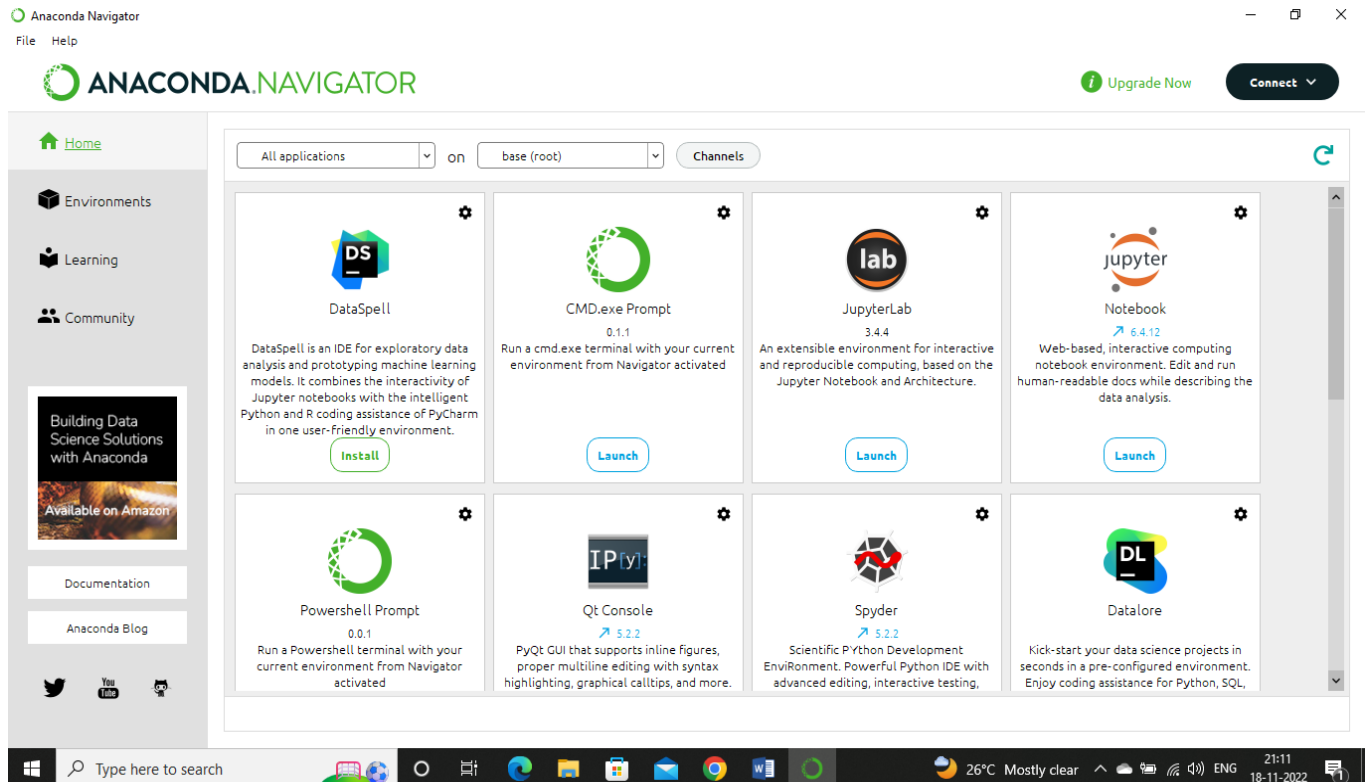 Anaconda Navigator
File Help
ANACONDA.NAVIGATOR
i Upgrade Now
Connect
Home
Environments
Learning
Community
Building Data
Science Solutions
with Anaconda
Available on Amazon
Documentation
Anaconda Blog
You
Tube
All applications on base (root) Channels
DS
DataSpell
DataSpell is an IDE for exploratory data
analysis and prototyping machine learning
models. It combines the interactivity of
Jupyter notebooks with the intelligent
Python and R coding assistance of PyCharm
in one user-friendly environment.
Install
CMD.exe Prompt
0.1.1
Run a cmd.exe terminal with your current
environment from Navigator activated
Launch
lab
JupyterLab
3.4.4
An extensible environment for interactive
and reproducible computing, based on the
Jupyter Notebook and Architecture.
Launch
jupyter
Notebook
6.4.12
Web-based, interactive computing
notebook environment. Edit and run
human-readable docs while describing the
data analysis.
Launch
Powershell Prompt
0.0.1
Run a Powershell terminal with your
current environment from Navigator
activated
IP[y]:
Qt Console
5.2.2
PyQt GUI that supports inline figures,
proper multiline editing with syntax
highlighting, graphical calltips, and more.
Spyder
5.2.2
Scientific PYthon Development
EnviRonment. Powerful Python IDE with
advanced editing, interactive testing,
DL
Datalore
Kick-start your data science projects in
seconds in a pre-configured environment.
Enjoy coding assistance for Python, SQL,
Type here to search
W
26°C Mostly clear
ENG
21:11
18-11-2022
1